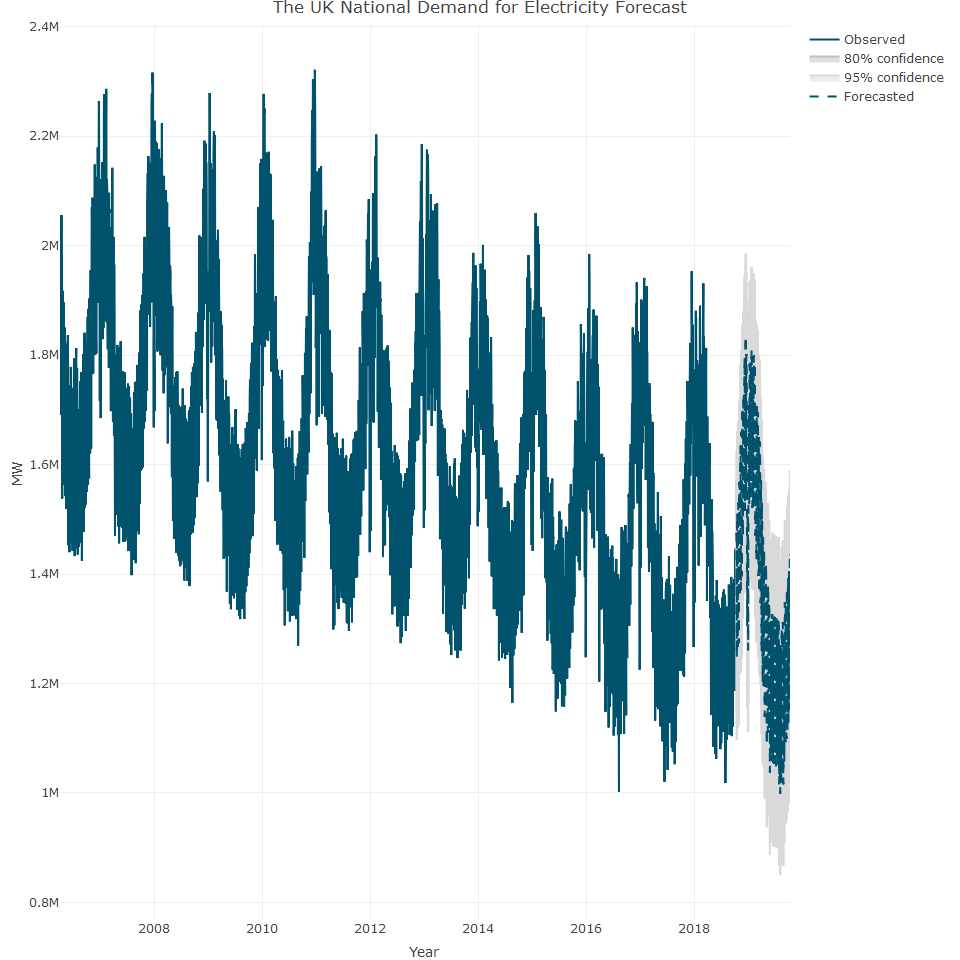 The UK National Demand for Electricity Forecast
2.4M
2.2M
2M
1.8M
1.6M
1.4M
1.2M
1M
0.8M
MW
2008
2010
2012
2014
2016
2018
Year
Observed
80% confidence
95% confidence
Forecasted